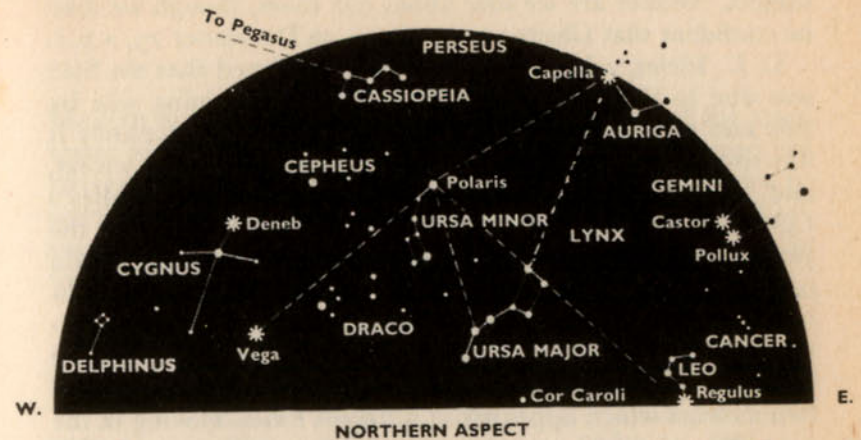 To Pegasus
PERSEUS
Capella
CASSIOPEIA
AURIGA
CEPHEUS
Polaris
GEMINI
Deneb
URSA MINOR
Castor
LYNX
Pollux
CYGNUS
DRACO
CANCER
Vega
URSA MAJOR
DELPHINUS
LEO
Cor Caroli
Regulus
W.
E.
NORTHERN ASPECT